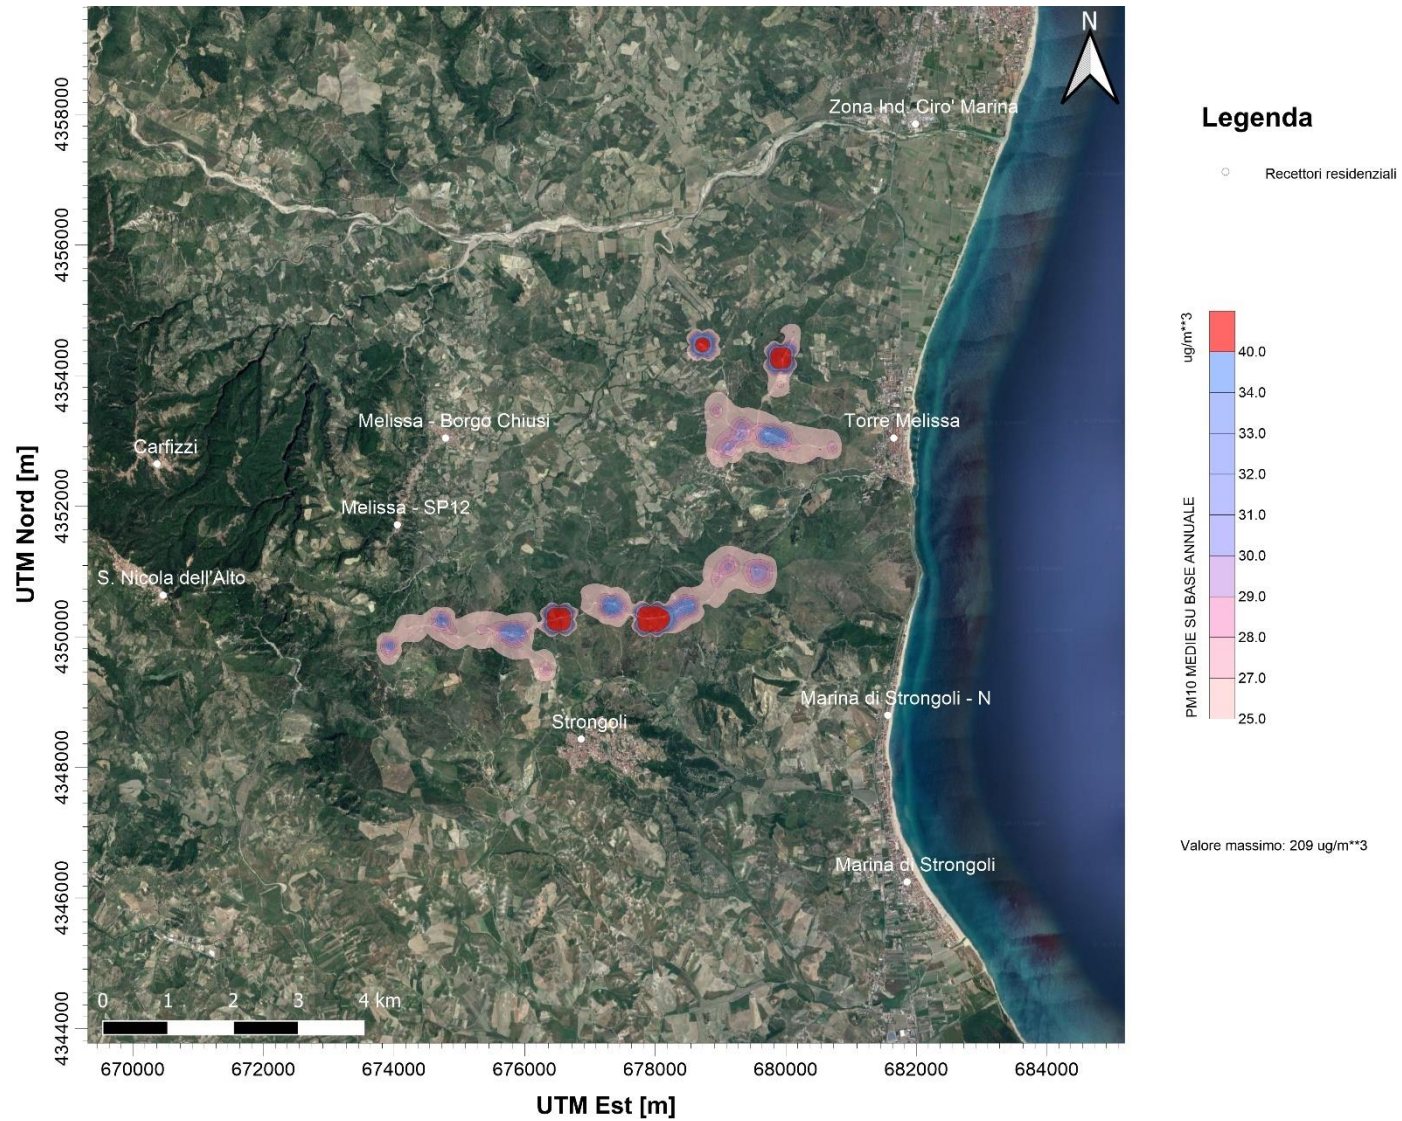 N
Zona Ind. Ciro' Marina
Melissa - Borgo Chiusi
Torre Melissa
Carfizzi
Melissa - SP12
S. Nicola dell'Alto
Marina di Strongoli - N
Strongoli
Marina di Strongoli
0 1 2 3 4 km
UTM Nord [m]
4358000
4356000
4354000
4352000
4350000
4348000
4346000
4344000
670000 672000 674000 676000 678000 680000 682000 684000
UTM Est [m]
Legenda
Recettori residenziali
ug/m**3
PM10 MEDIE SU BASE ANNUALE
40.0
34.0
33.0
32.0
31.0
30.0
29.0
28.0
27.0
25.0
Valore massimo: 209 ug/m**3